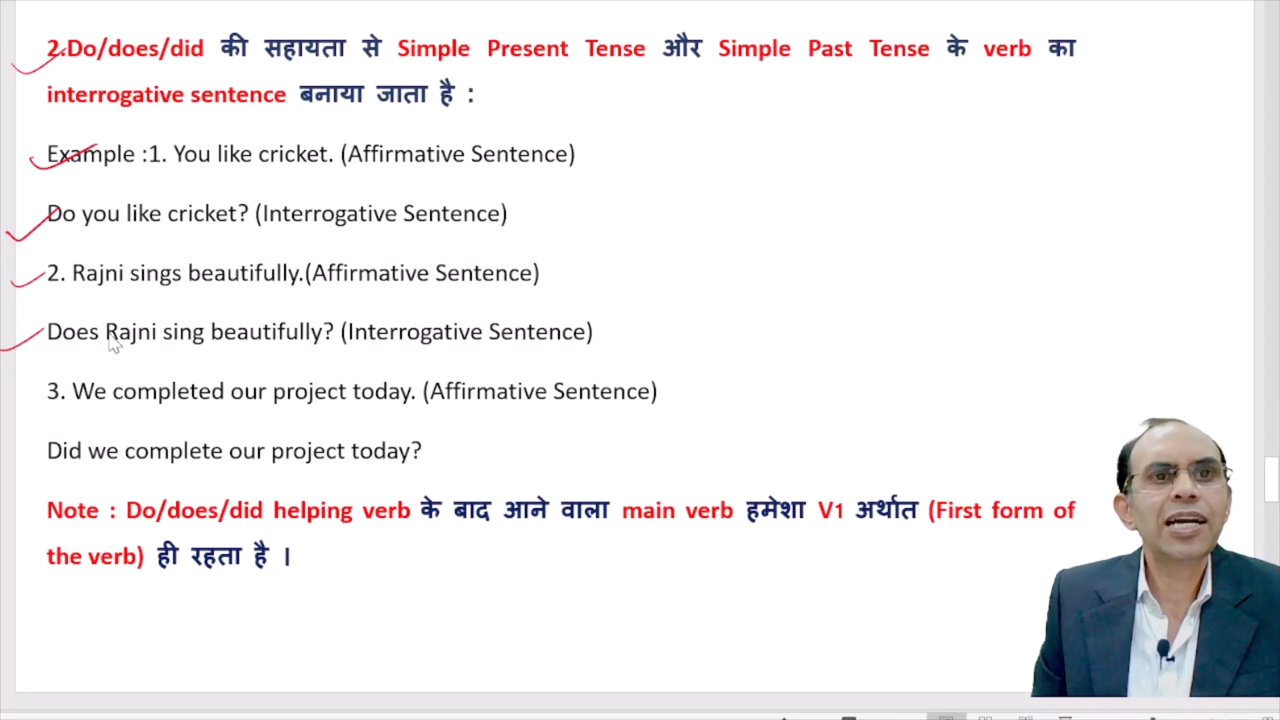 2.Do/does/did की सहायता से Simple Present Tense और Simple Past Tense के verb का
interrogative sentence बनाया जाता है :
Example :1. You like cricket. (Affirmative Sentence)
Do you like cricket? (Interrogative Sentence)
2. Rajni sings beautifully.(Affirmative Sentence)
Does Rajni sing beautifully? (Interrogative Sentence)
3. We completed our project today. (Affirmative Sentence)
Did we complete our project today?
Note : Do/does/did helping verb के बाद आने वाला main verb हमेशा V1 अर्थात (First form of
the verb) ही रहता है ।